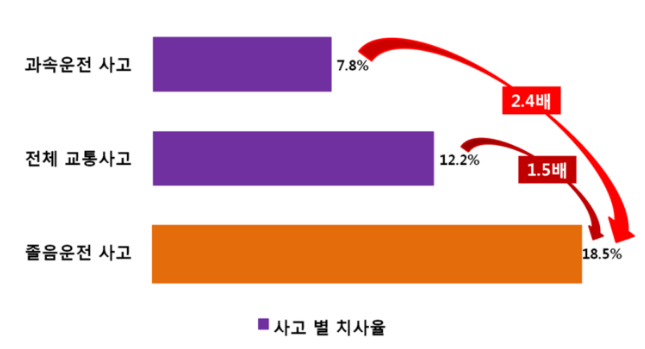 과속운전 사고
7.8%
2.4배
전체 교통사고
12.2%
1.5배
졸음운전 사고
18.5%
사고 별 치사율